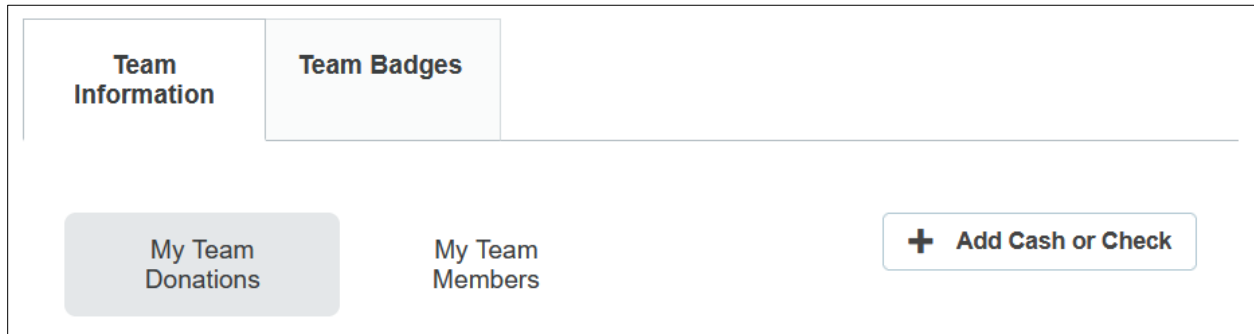 Team
Information
Team Badges
My Team
Donations
My Team
Members
+ Add Cash or Check